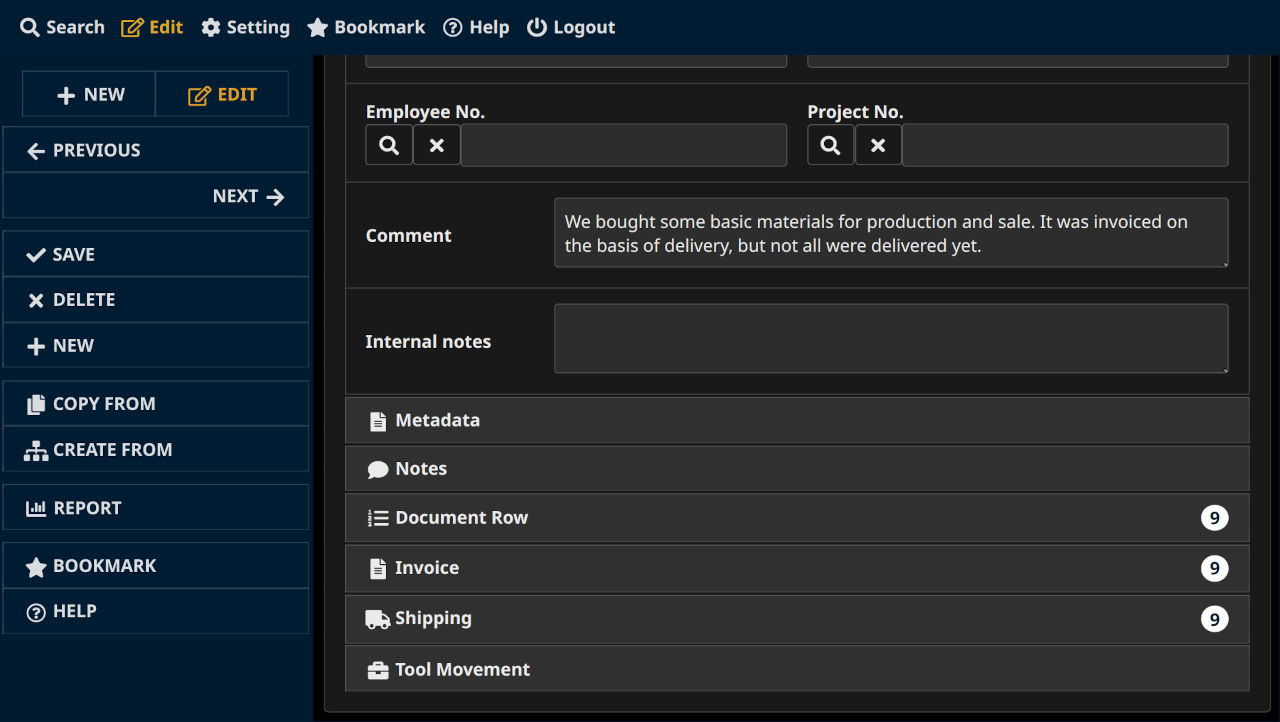 Search Edit Setting Bookmark Help Logout
NEW EDIT
PREVIOUS
NEXT
SAVE
DELETE
NEW
COPY FROM
CREATE FROM
REPORT
BOOKMARK
HELP
Employee No. Project No.
Comment
We bought some basic materials for production and sale. It was invoiced on
the basis of delivery, but not all were delivered yet.
Internal notes
Metadata
Notes
Document Row 9
Invoice 9
Shipping 9
Tool Movement